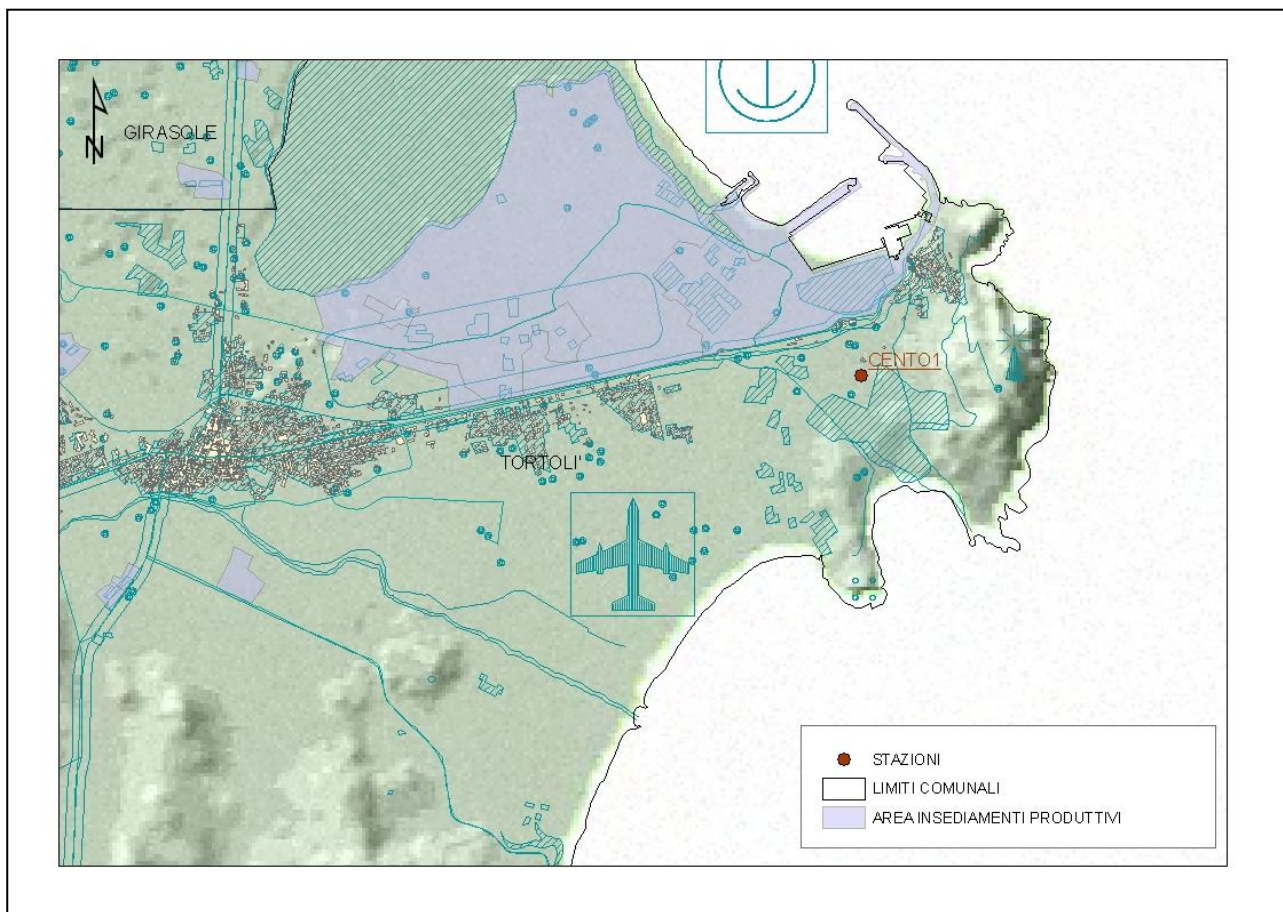 GIRASOLE
N
CENTO1
TORTOLI'
STAZIONI
LIMITI COMUNALI
AREA INSEDIAMENTI PRODUTTIVI